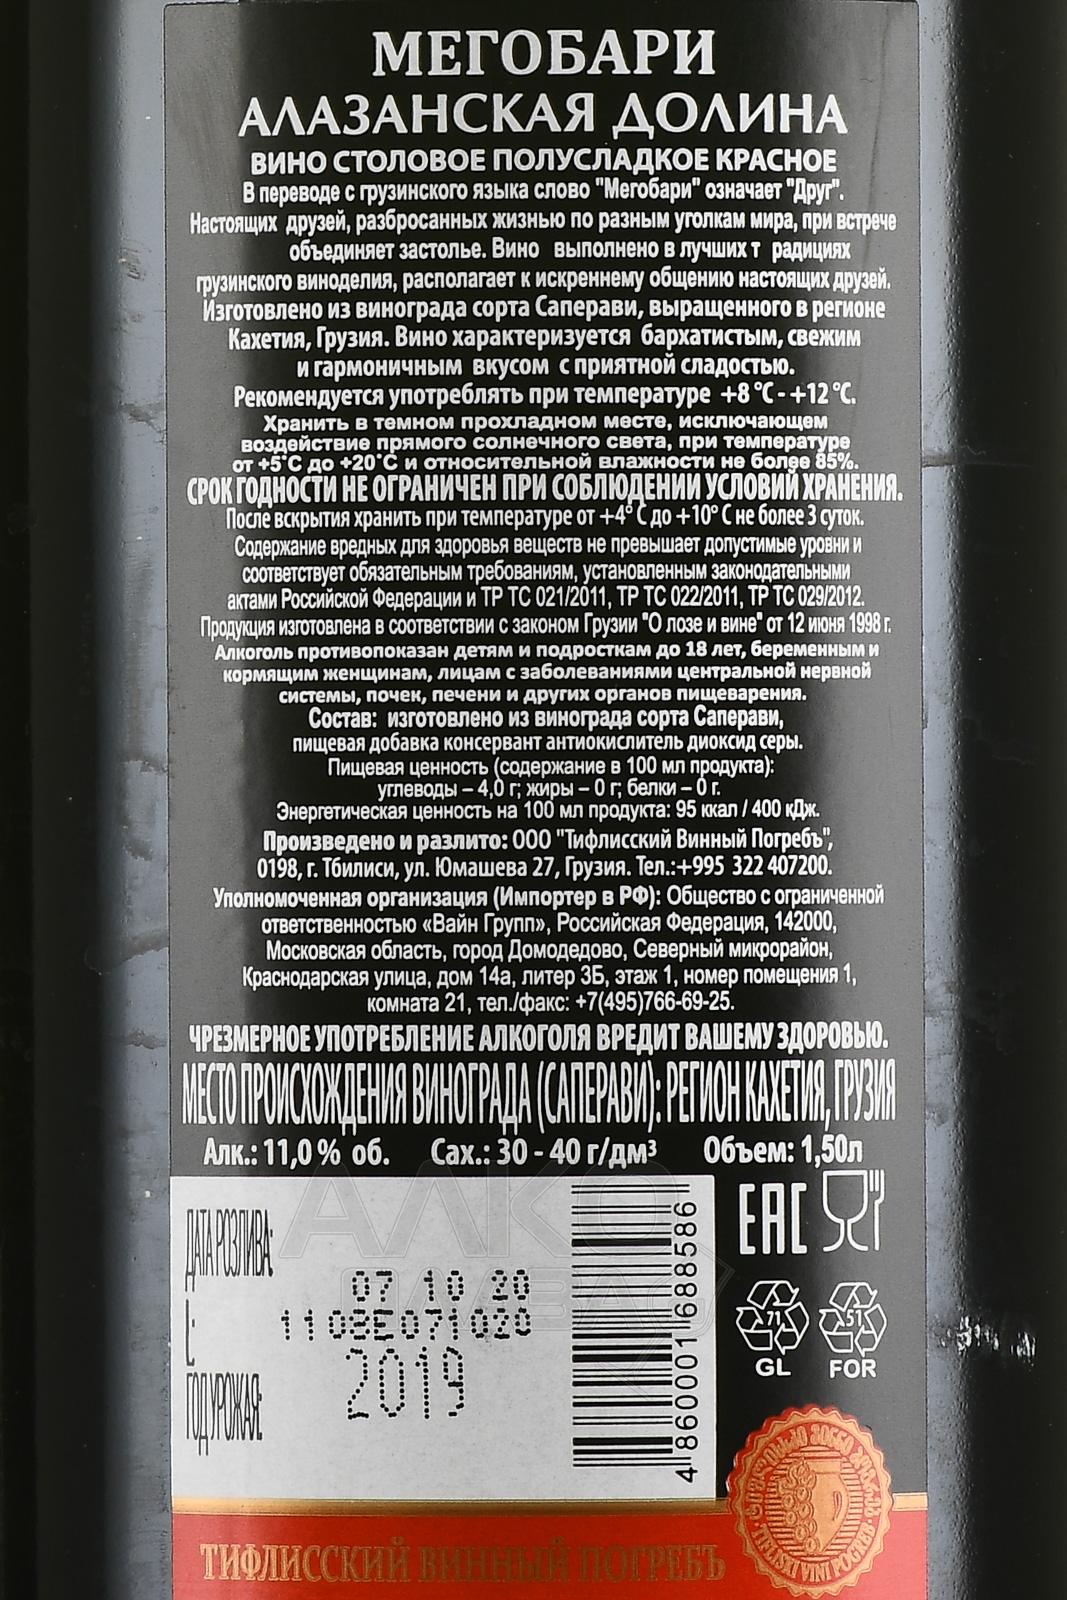 МЕГОБАРИ
АЛАЗАНСКАЯ ДОЛИНА
ВИНО СТОЛОВОЕ ПОЛУСЛАДКОЕ КРАСНОЕ
В переводе с грузинского языка слово "Мегобари" означает "Друг".
Настоящих друзей, разбросанных жизнью по разным уголкам мира, при встрече
объединяет застолье. Вино выполнено в лучших т радициях
грузинского виноделия, располагает к искреннему общению настоящих друзей.
Изготовлено из винограда сорта Саперави, выращенного в регионе
Кахетия, Грузия. Вино характеризуется бархатистым, свежим
и гармоничным вкусом с приятной сладостью.
Рекомендуется употреблять при температуре +8 °С - +12 °С.
Хранить в темном прохладном месте, исключающем
воздействие прямого солнечного света, при температуре
от +5°С до +20°С и относительной влажности не более 85%.
СРОК ГОДНОСТИ НЕ ОГРАНИЧЕН ПРИ СОБЛЮДЕНИИ УСЛОВИЙ ХРАНЕНИЯ.
После вскрытия хранить при температуре от +4° С до +10° С не более 3 суток.
Содержание вредных для здоровья веществ не превышает допустимые уровни и
соответствует обязательным требованиям, установленным законодательными
актами Российской Федерации и ТР ТС 021/2011, ТР ТС 022/2011, ТР ТС 029/2012.
Продукция изготовлена в соответствии с законом Грузии "О лозе и вине" от 12 июня 1998 г.
Алкоголь противопоказан детям и подросткам до 18 лет, беременным и
кормящим женщинам, лицам с заболеваниями центральной нервной
системы, почек, печени и других органов пищеварения.
Состав: изготовлено из винограда сорта Саперави,
пищевая добавка консервант антиокислитель диоксид серы.
Пищевая ценность (содержание в 100 мл продукта):
углеводы – 4,0 г; жиры – 0 г; белки – 0 г.
Энергетическая ценность на 100 мл продукта: 95 ккал / 400 кДж.
Произведено и разлито: ООО "Тифлисский Винный Погребъ",
0198, г. Тбилиси, ул. Юмашева 27, Грузия. Тел.:+995 322 407200.
Уполномоченная организация (Импортер в РФ): Общество с ограниченной
ответственностью «Вайн Групп», Российская Федерация, 142000,
Московская область, город Домодедово, Северный микрорайон,
Краснодарская улица, дом 14а, литер 3Б, этаж 1, номер помещения 1,
комната 21, тел./факс: +7(495)766-69-25.
ЧРЕЗМЕРНОЕ УПОТРЕБЛЕНИЕ АЛКОГОЛЯ ВРЕДИТ ВАШЕМУ ЗДОРОВЬЮ.
МЕСТО ПРОИСХОЖДЕНИЯ ВИНОГРАДА (САПЕРАВИ): РЕГИОН КАХЕТИЯ, ГРУЗИЯ
Алк.: 11,0 % об. Сах.: 30 - 40 г/дм³ Объем: 1,50л
ДАТА РОЗЛИВА:
07 10 20
L:
1108E071020
ГОД УРОЖАЯ:
2019
4 860001 688586
EAC
71
GL
51
FOR
TIFLISKI VINI POGREB
ТИФЛИССКИЙ ВИННЫЙ ПОГРЕБЪ